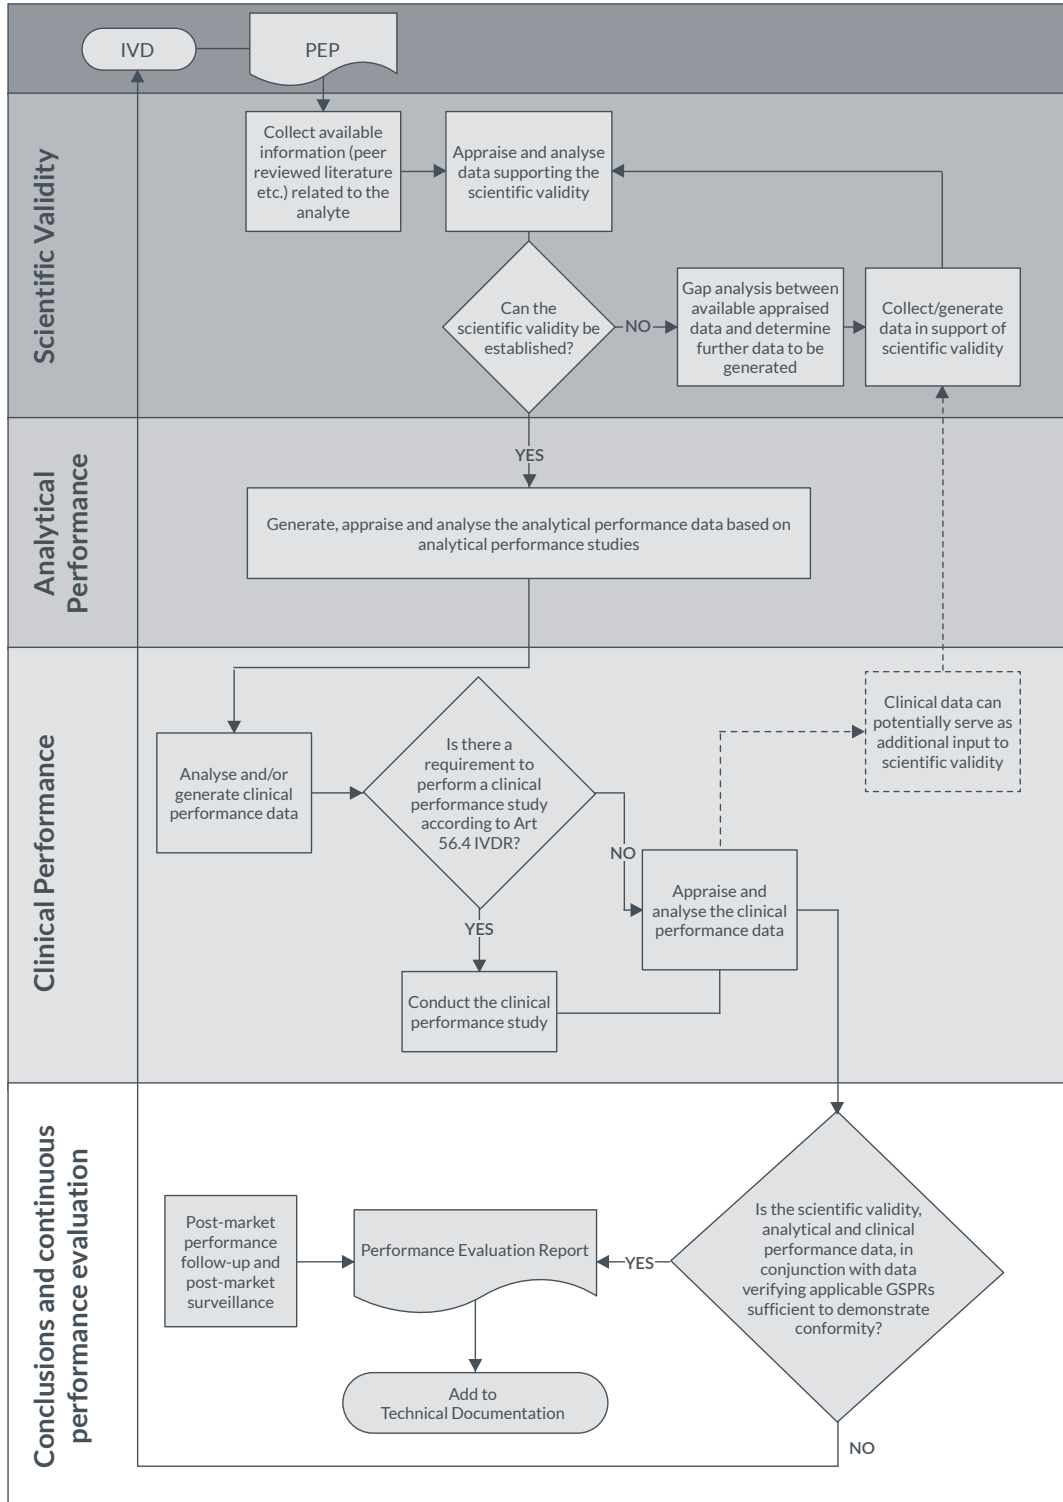 IVD
PEP
Scientific Validity
Collect available
information (peer
reviewed literature
etc.) related to the
analyte
Appraise and analyse
data supporting the
scientific validity
Can the
scientific validity be
established?
NO
Gap analysis between
available appraised
data and determine
further data to be
generated
Collect/generate
data in support of
scientific validity
YES
Analytical
Performance
Generate, appraise and analyse the analytical performance data based on
analytical performance studies
Clinical Performance
Analyse and/or
generate clinical
performance data
Is there a
requirement to
perform a clinical
performance study
according to Art
56.4 IVDR?
NO
YES
Conduct the clinical
performance study
Appraise and
analyse the clinical
performance data
Clinical data can
potentially serve as
additional input to
scientific validity
Conclusions and continuous
performance evaluation
Post-market
performance
follow-up and
post-market
surveillance
Performance Evaluation Report
YES
Is the scientific validity,
analytical and clinical
performance data, in
conjunction with data
verifying applicable GSPRs
sufficient to demonstrate
conformity?
Add to
Technical Documentation
NO